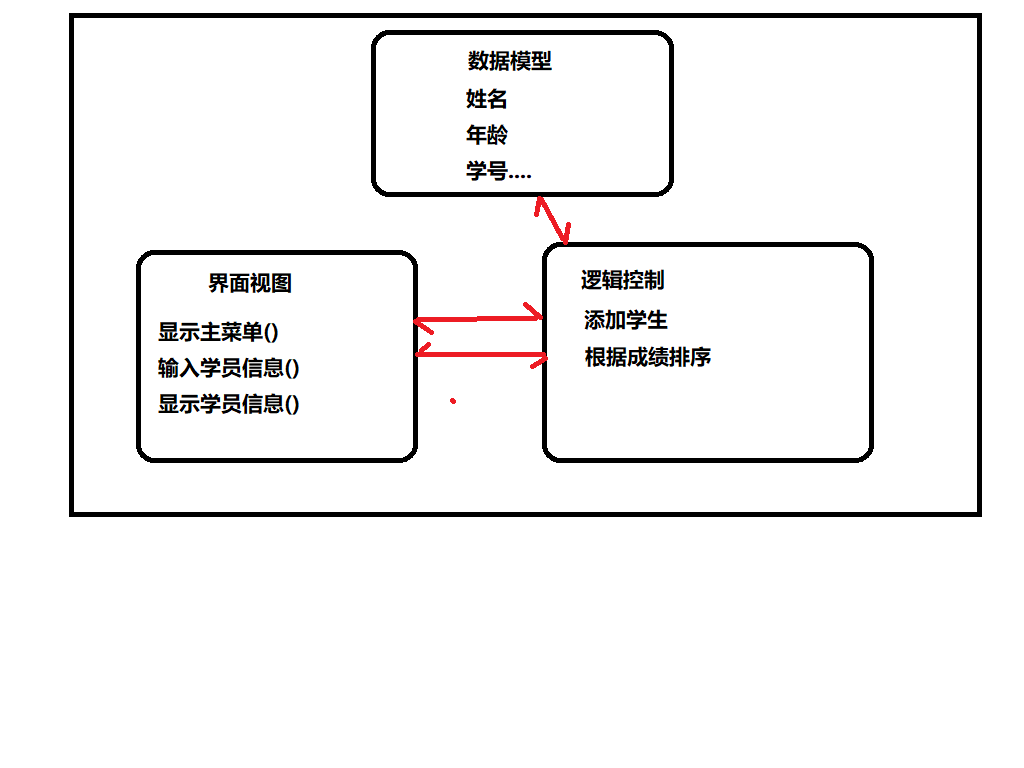 数据模型
姓名
年龄
学号....
界面视图
显示主菜单()
输入学员信息()
显示学员信息()
逻辑控制
添加学生
根据成绩排序